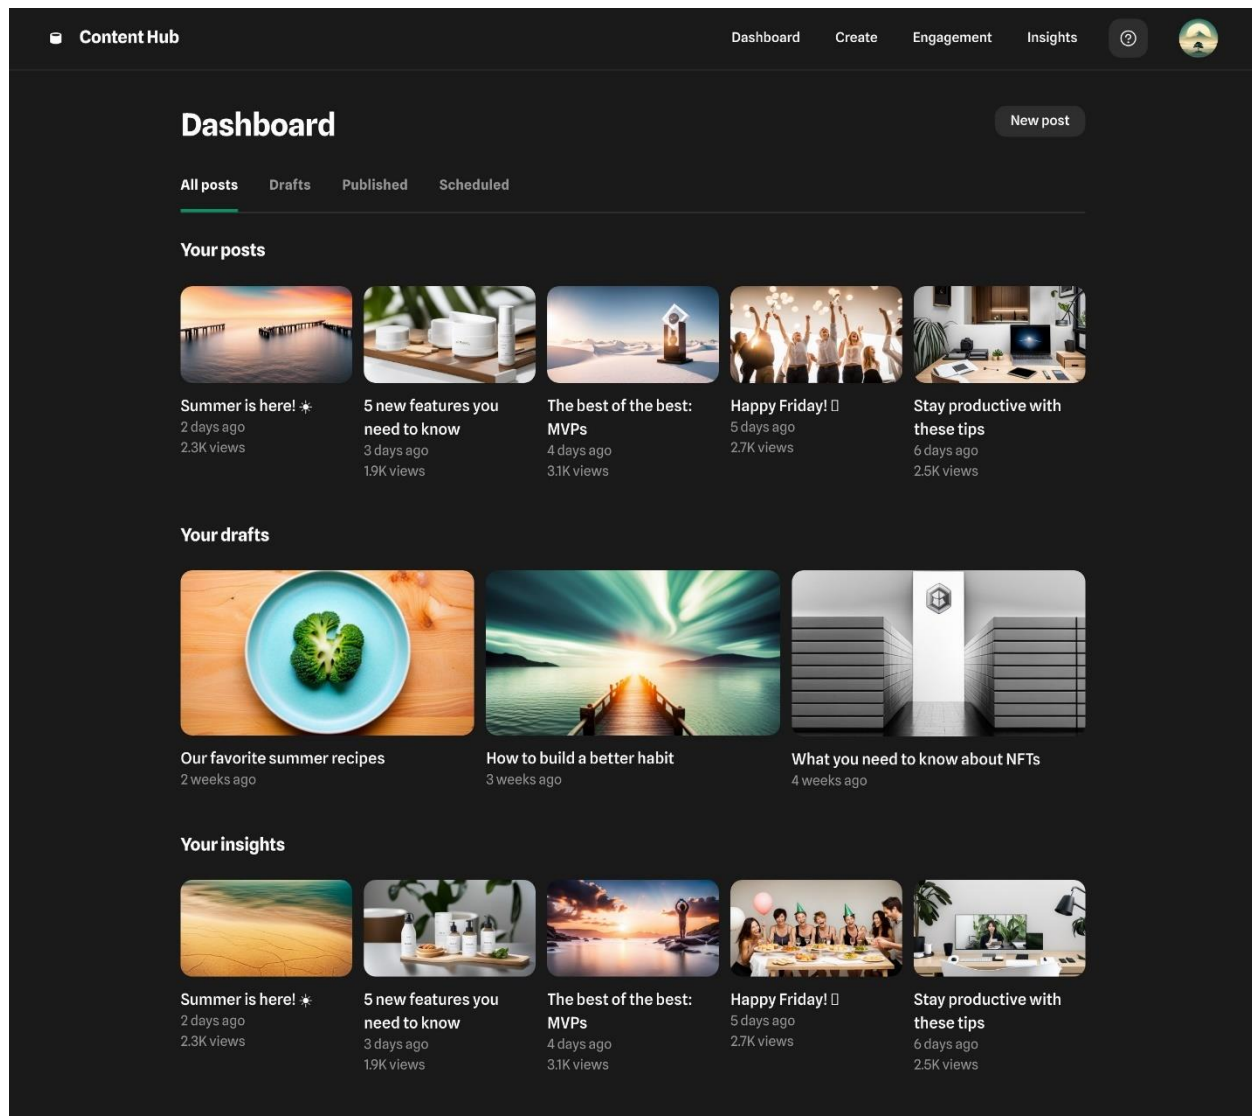 Content Hub
Dashboard
Create
Engagement
Insights
Dashboard
New post
All posts
Drafts
Published
Scheduled
Your posts
Summer is here! ☀
2 days ago
2.3K views
5 new features you
need to know
3 days ago
1.9K views
The best of the best:
MVPs
4 days ago
3.1K views
Happy Friday! ▯
5 days ago
2.7K views
Stay productive with
these tips
6 days ago
2.5K views
Your drafts
Our favorite summer recipes
2 weeks ago
How to build a better habit
3 weeks ago
What you need to know about NFTs
4 weeks ago
Your insights
Summer is here! ☀
2 days ago
2.3K views
5 new features you
need to know
3 days ago
1.9K views
The best of the best:
MVPs
4 days ago
3.1K views
Happy Friday! ▯
5 days ago
2.7K views
Stay productive with
these tips
6 days ago
2.5K views